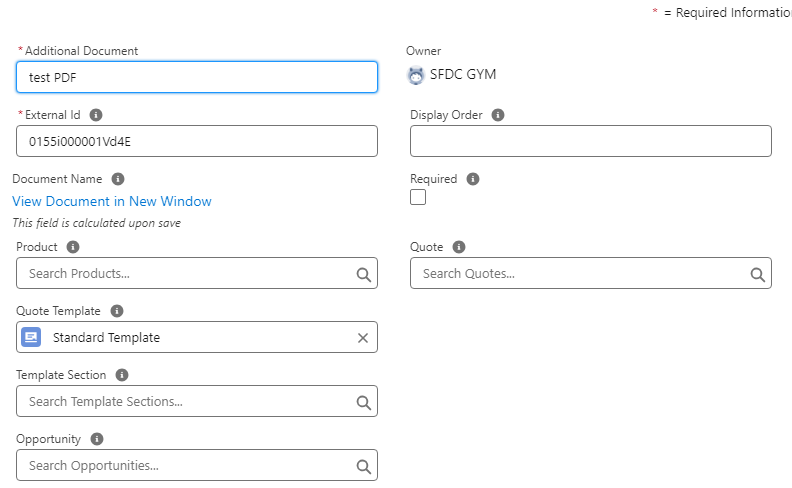 * = Required Informatio
*Additional Document
Owner
test PDF
SFDC GYM
*External Id
Display Order
0155i000001Vd4E
Document Name
Required
View Document in New Window
This field is calculated upon save
Product
Quote
Search Products...
Search Quotes...
Quote Template
Standard Template
Template Section
Search Template Sections...
Opportunity
Search Opportunities...